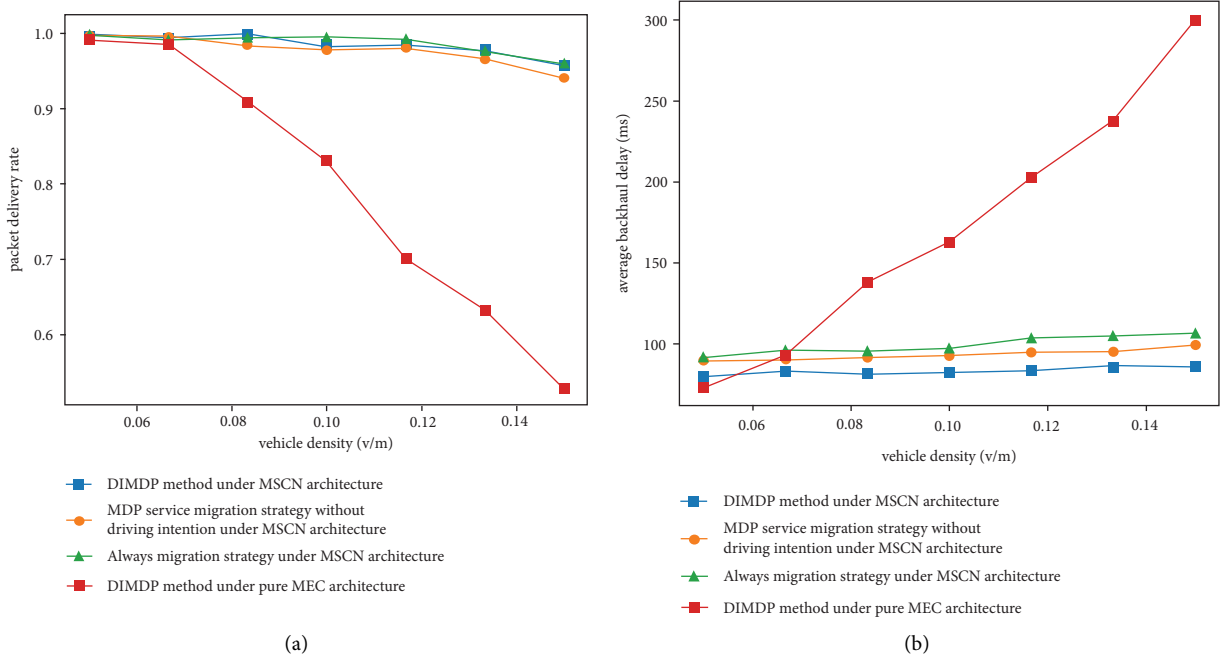 1.0
0.9
0.8
0.7
0.6
packet delivery rate
0.06
0.08
0.10
0.12
0.14
vehicle density (v/m)
DIMDP method under MSCN architecture
MDP service migration strategy without
driving intention under MSCN architecture
Always migration strategy under MSCN architecture
DIMDP method under pure MEC architecture
(a)
300
250
200
150
100
average backhaul delay (ms)
0.06
0.08
0.10
0.12
0.14
vehicle density (v/m)
DIMDP method under MSCN architecture
MDP service migration strategy without
driving intention under MSCN architecture
Always migration strategy under MSCN architecture
DIMDP method under pure MEC architecture
(b)